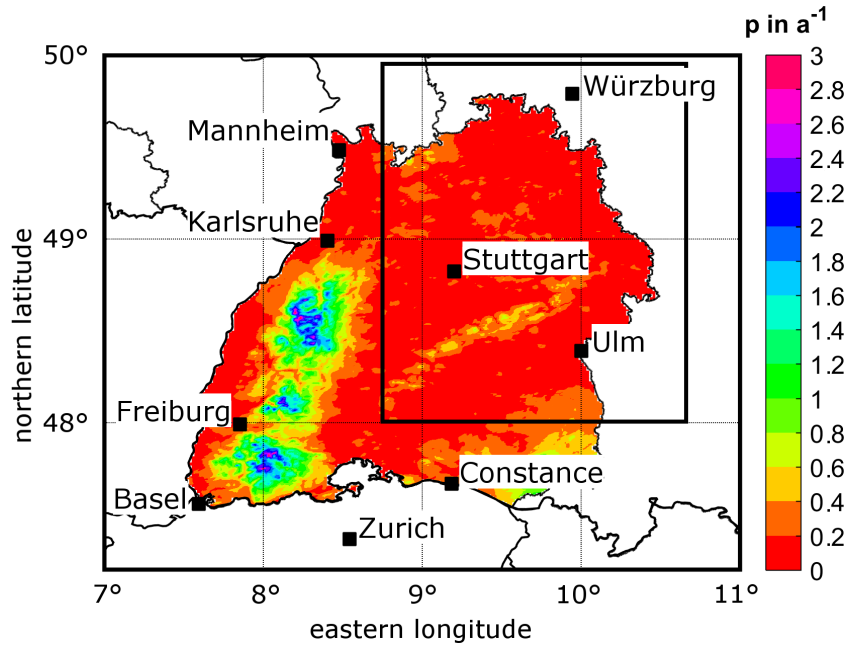 p in a⁻¹
50°
49°
48°
northern latitude
Würzburg
Mannheim
Karlsruhe
Stuttgart
Ulm
Freiburg
Constance
Basel
Zurich
7°
8°
9°
10°
11°
eastern longitude
3
2.8
2.6
2.4
2.2
2
1.8
1.6
1.4
1.2
1
0.8
0.6
0.4
0.2
0